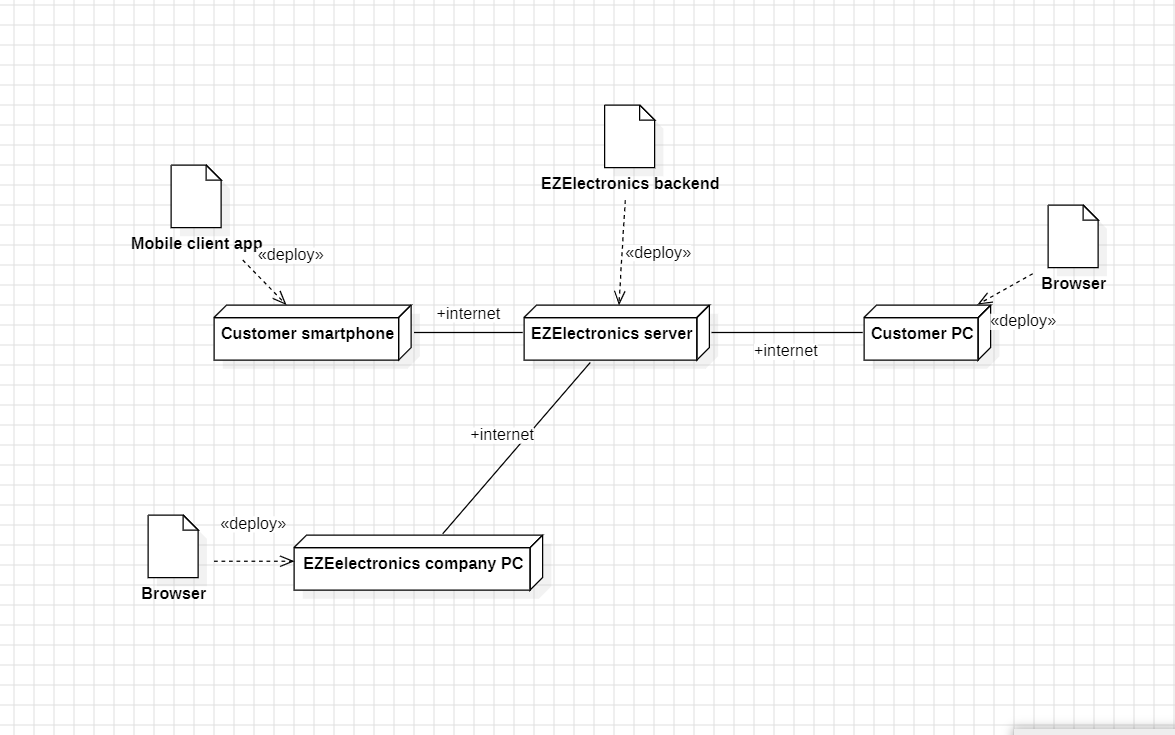 EZElectronics backend
Mobile client app
«deploy»
«deploy»
Browser
«deploy»
Customer smartphone
+internet
EZElectronics server
+internet
Customer PC
+internet
«deploy»
EZEelectronics company PC
Browser